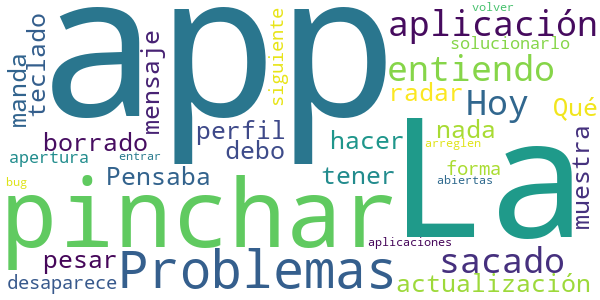 volver
app
aplicación
manda
teclado
mensaje
siguiente
solucionarlo
entiendo
radar
Hoy
Qué
borrado
perfil
debo
hacer
nada
La
muestra
apertura
entrar
arreglen
Pensaba
tener
forma
bug
abiertas
pinchar
Problemas
aplicaciones
pesar
sacado
desaparece
actualización